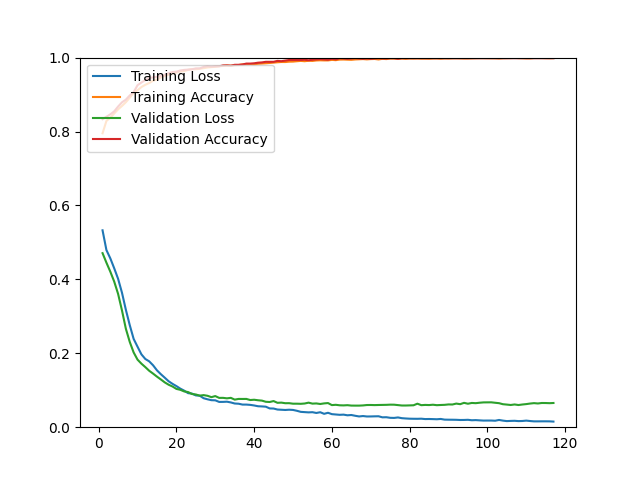 1.0
0.8
0.6
0.4
0.2
0.0
Training Loss
Training Accuracy
Validation Loss
Validation Accuracy
0 20 40 60 80 100 120